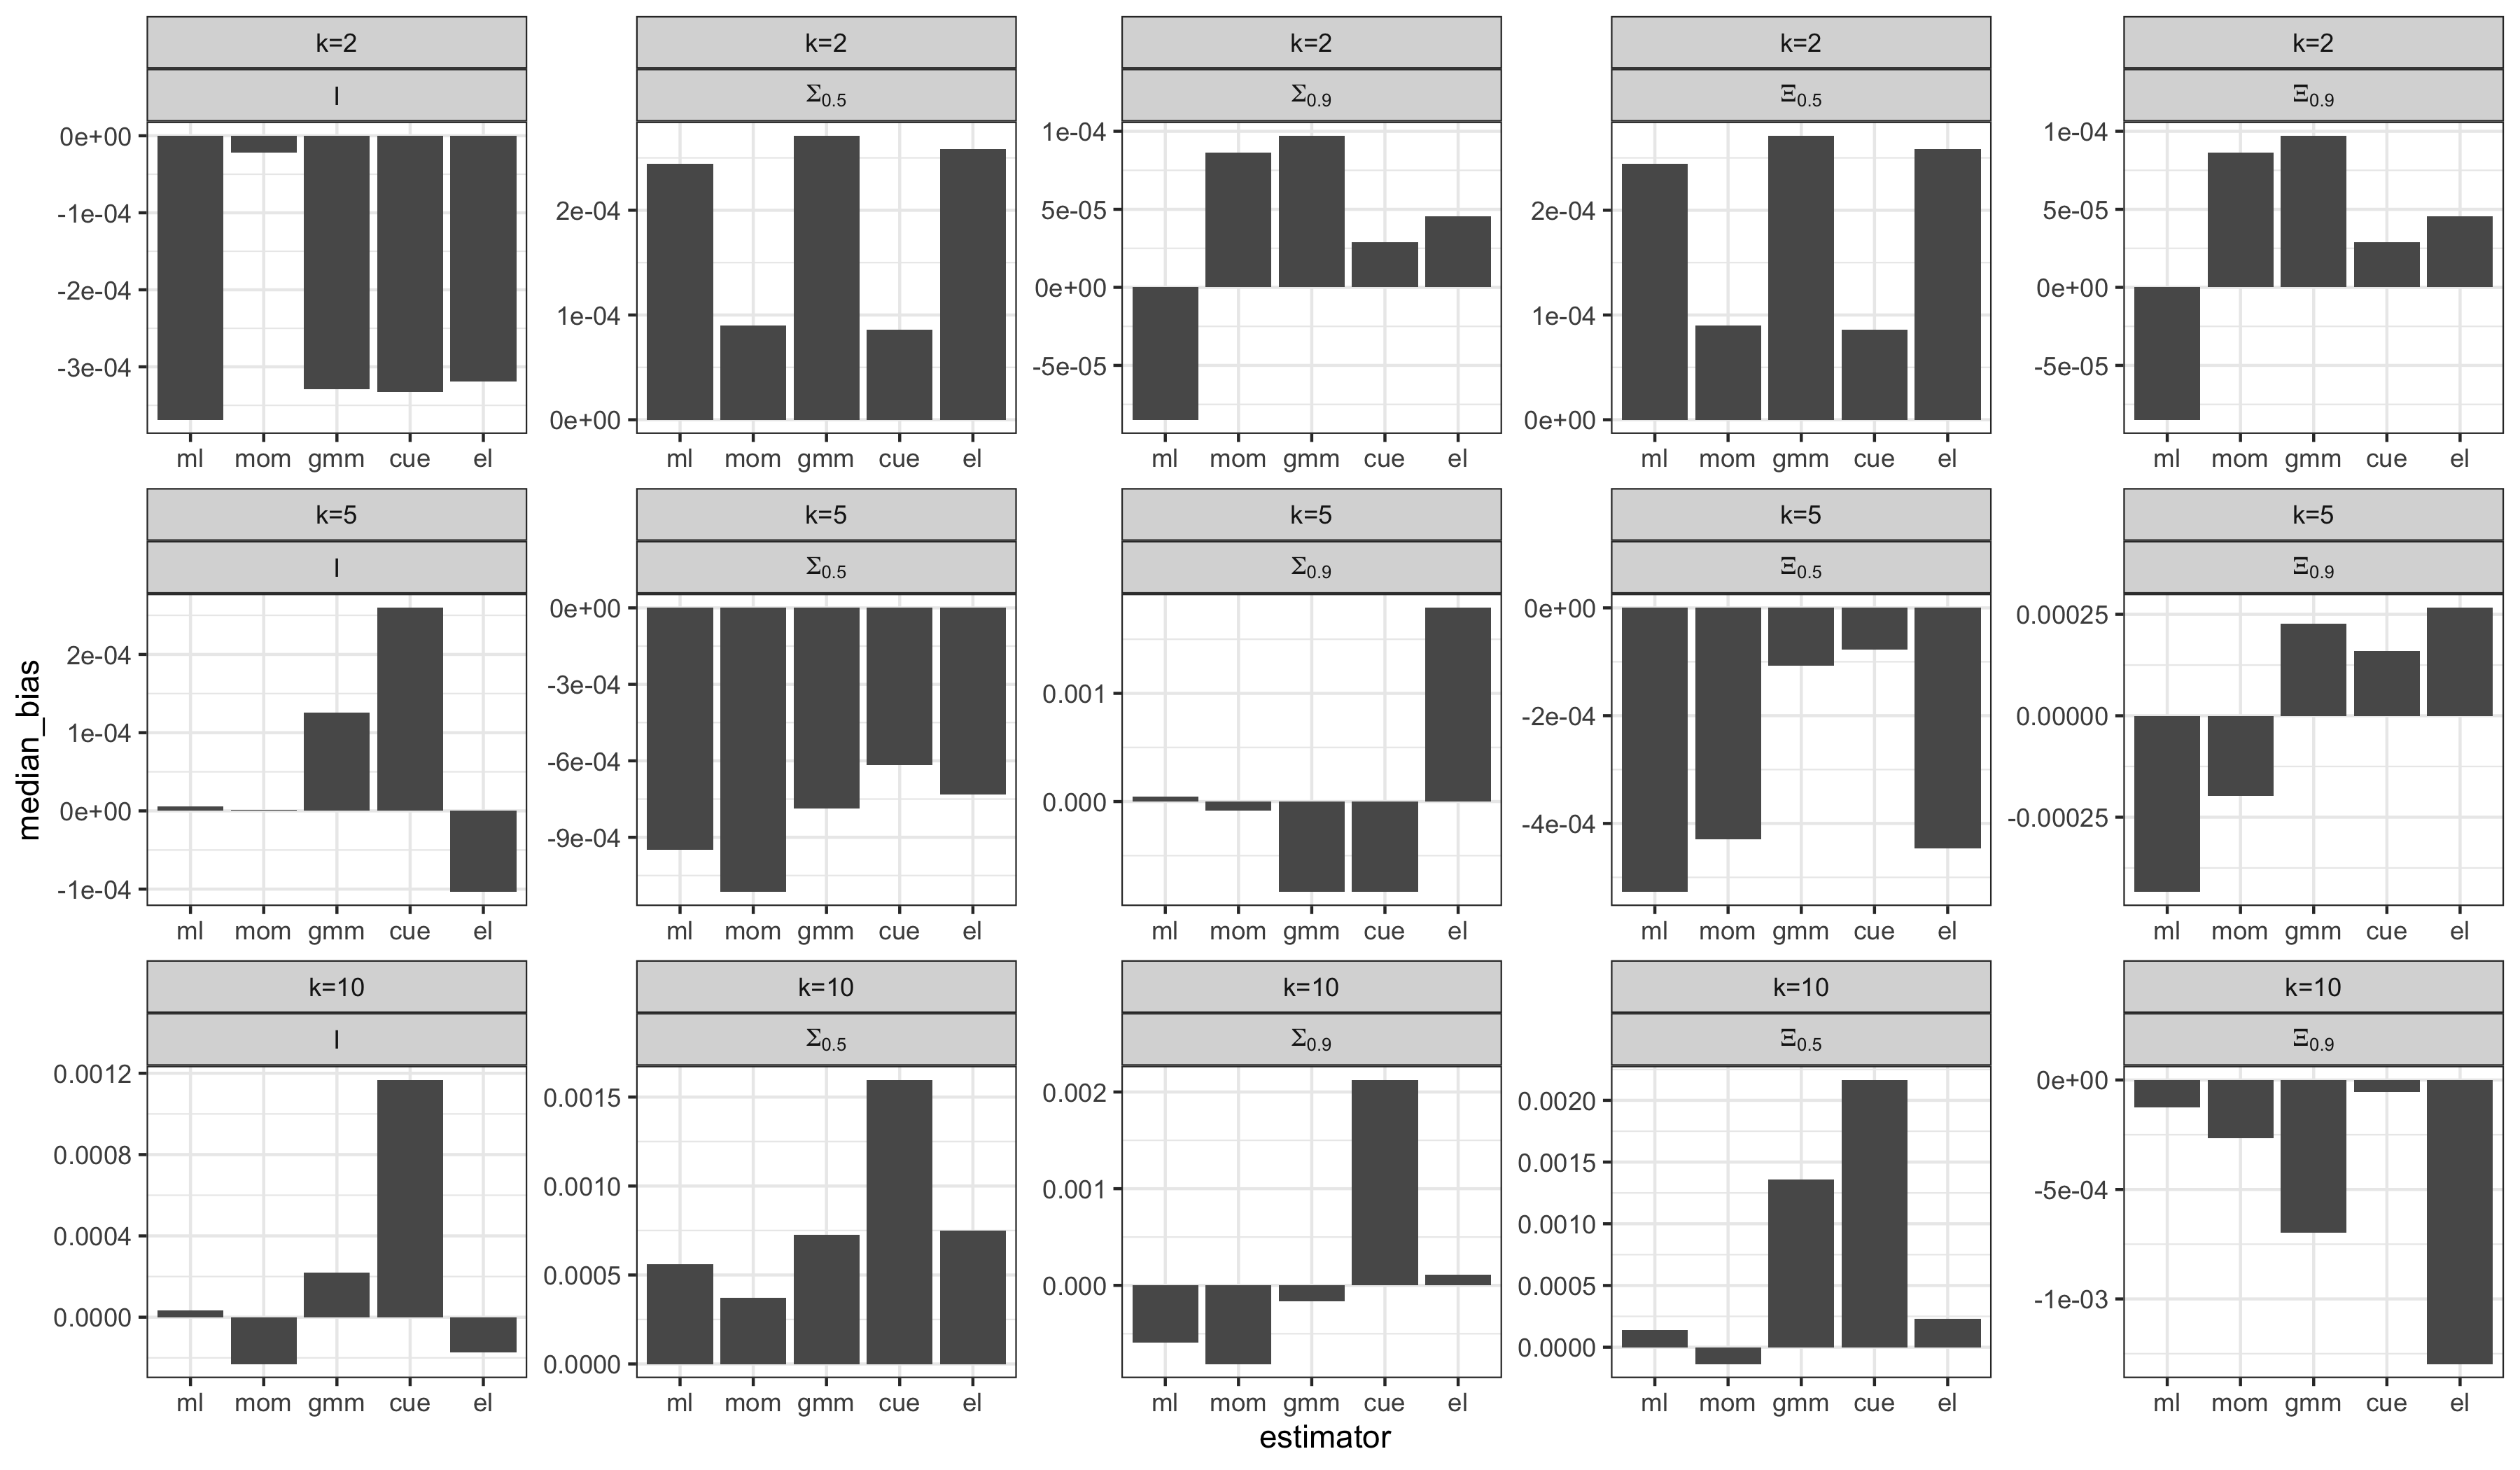 k=2 k=2 k=2 k=2 k=2
I Σ0.5 Σ0.9 Ξ0.5 Ξ0.9
0e+00
-1e-04
-2e-04
-3e-04
2e-04
1e-04
0e+00
1e-04
5e-05
0e+00
-5e-05
2e-04
1e-04
0e+00
1e-04
5e-05
0e+00
-5e-05
ml mom gmm cue el ml mom gmm cue el ml mom gmm cue el ml mom gmm cue el ml mom gmm cue el
k=5 k=5 k=5 k=5 k=5
I Σ0.5 Σ0.9 Ξ0.5 Ξ0.9
median_bias
2e-04
1e-04
0e+00
-1e-04
0e+00
-3e-04
-6e-04
-9e-04
0.001
0.000
0e+00
-2e-04
-4e-04
0.00025
0.00000
-0.00025
ml mom gmm cue el ml mom gmm cue el ml mom gmm cue el ml mom gmm cue el ml mom gmm cue el
k=10 k=10 k=10 k=10 k=10
I Σ0.5 Σ0.9 Ξ0.5 Ξ0.9
0.0012
0.0008
0.0004
0.0000
0.0015
0.0010
0.0005
0.0000
0.002
0.001
0.000
0.0020
0.0015
0.0010
0.0005
0.0000
0e+00
-5e-04
-1e-03
ml mom gmm cue el ml mom gmm cue el ml mom gmm cue el ml mom gmm cue el ml mom gmm cue el
estimator